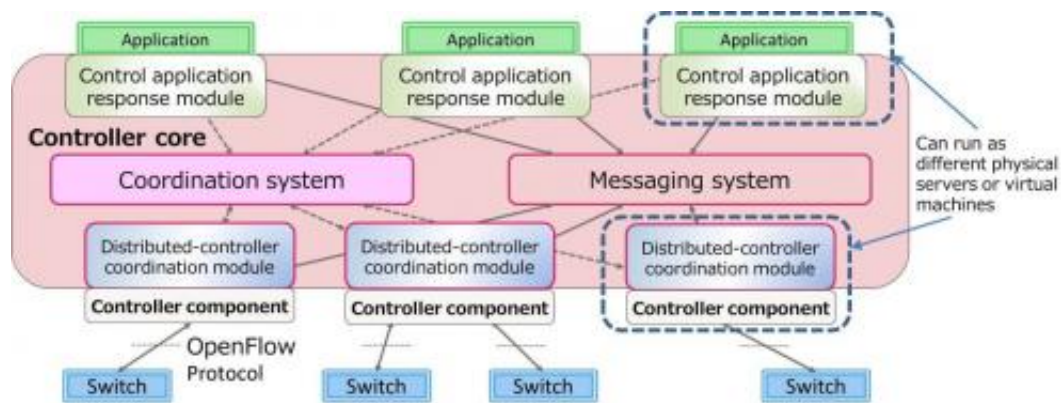 Application
Application
Application
Control application
response module
Control application
response module
Control application
response module
Controller core
Can run as
different physical
servers or virtual
machines
Coordination system
Messaging system
Distributed-controller
coordination module
Distributed-controller
coordination module
Distributed-controller
coordination module
Controller component
Controller component
Controller component
OpenFlow
Protocol
Switch
Switch
Switch
Switch